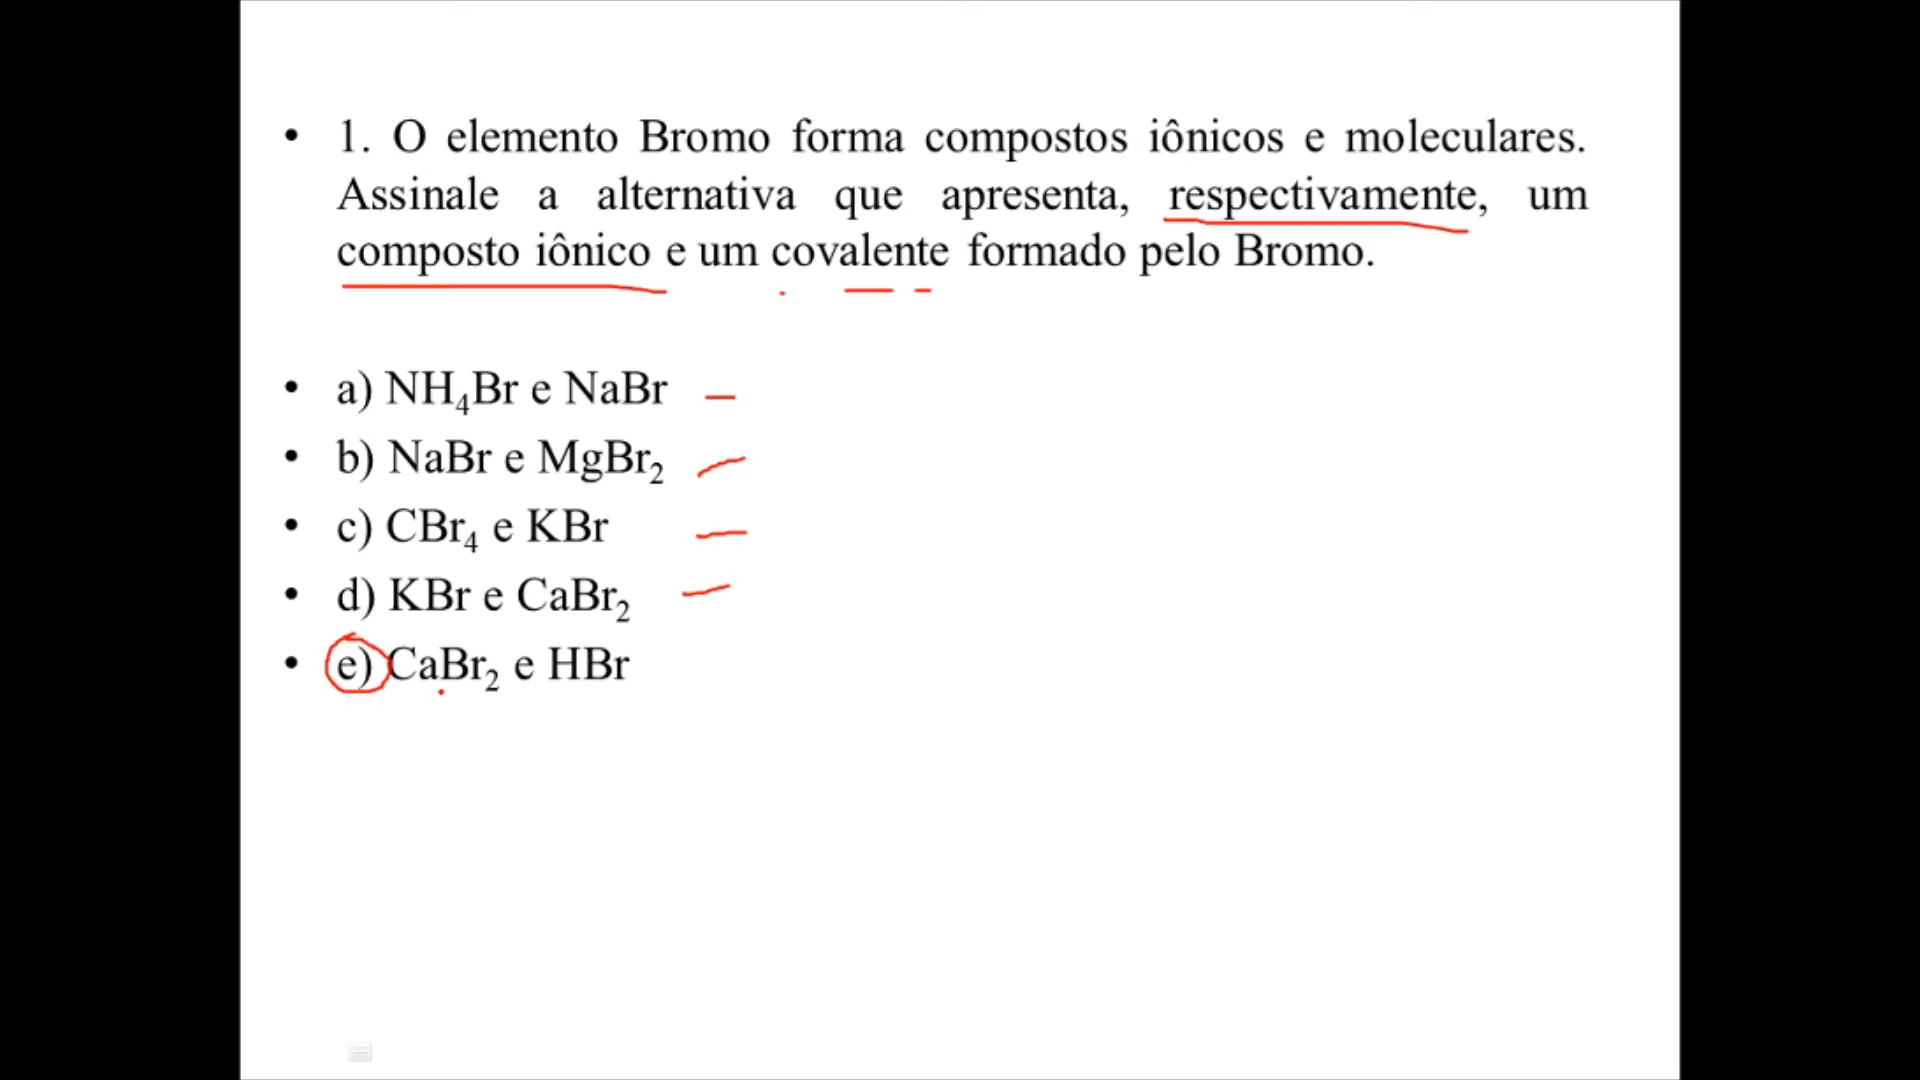 • 1. O elemento Bromo forma compostos iônicos e moleculares.
Assinale a alternativa que apresenta, respectivamente, um
composto iônico e um covalente formado pelo Bromo.
• a) NH₄Br e NaBr
• b) NaBr e MgBr₂
• c) CBr₄ e KBr
• d) KBr e CaBr₂
• e) CaBr₂ e HBr